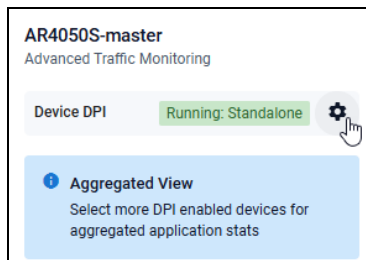 AR4050S-master
Advanced Traffic Monitoring
Device DPI Running: Standalone
Aggregated View
Select more DPI enabled devices for
aggregated application stats